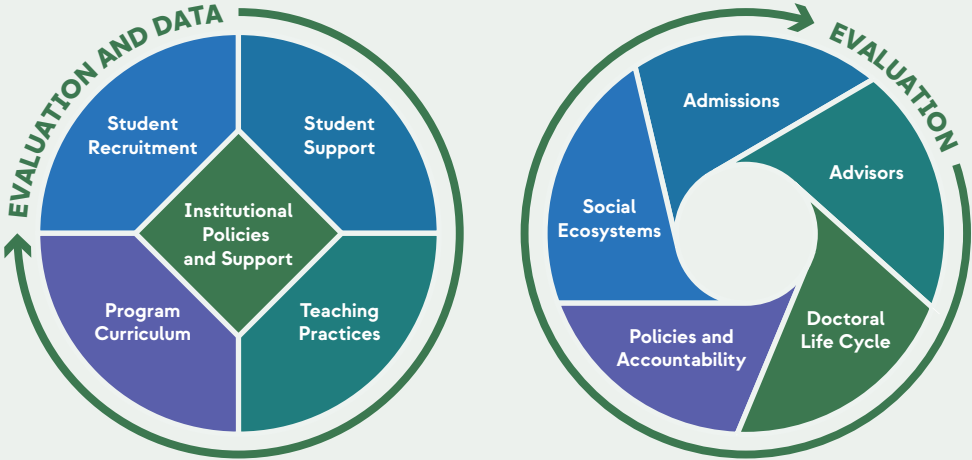 EVALUATION AND DATA
Student
Recruitment
Student
Support
Institutional
Policies
and Support
Program
Curriculum
Teaching
Practices
EVALUATION
Admissions
Advisors
Social
Ecosystems
Doctoral
Life Cycle
Policies and
Accountability